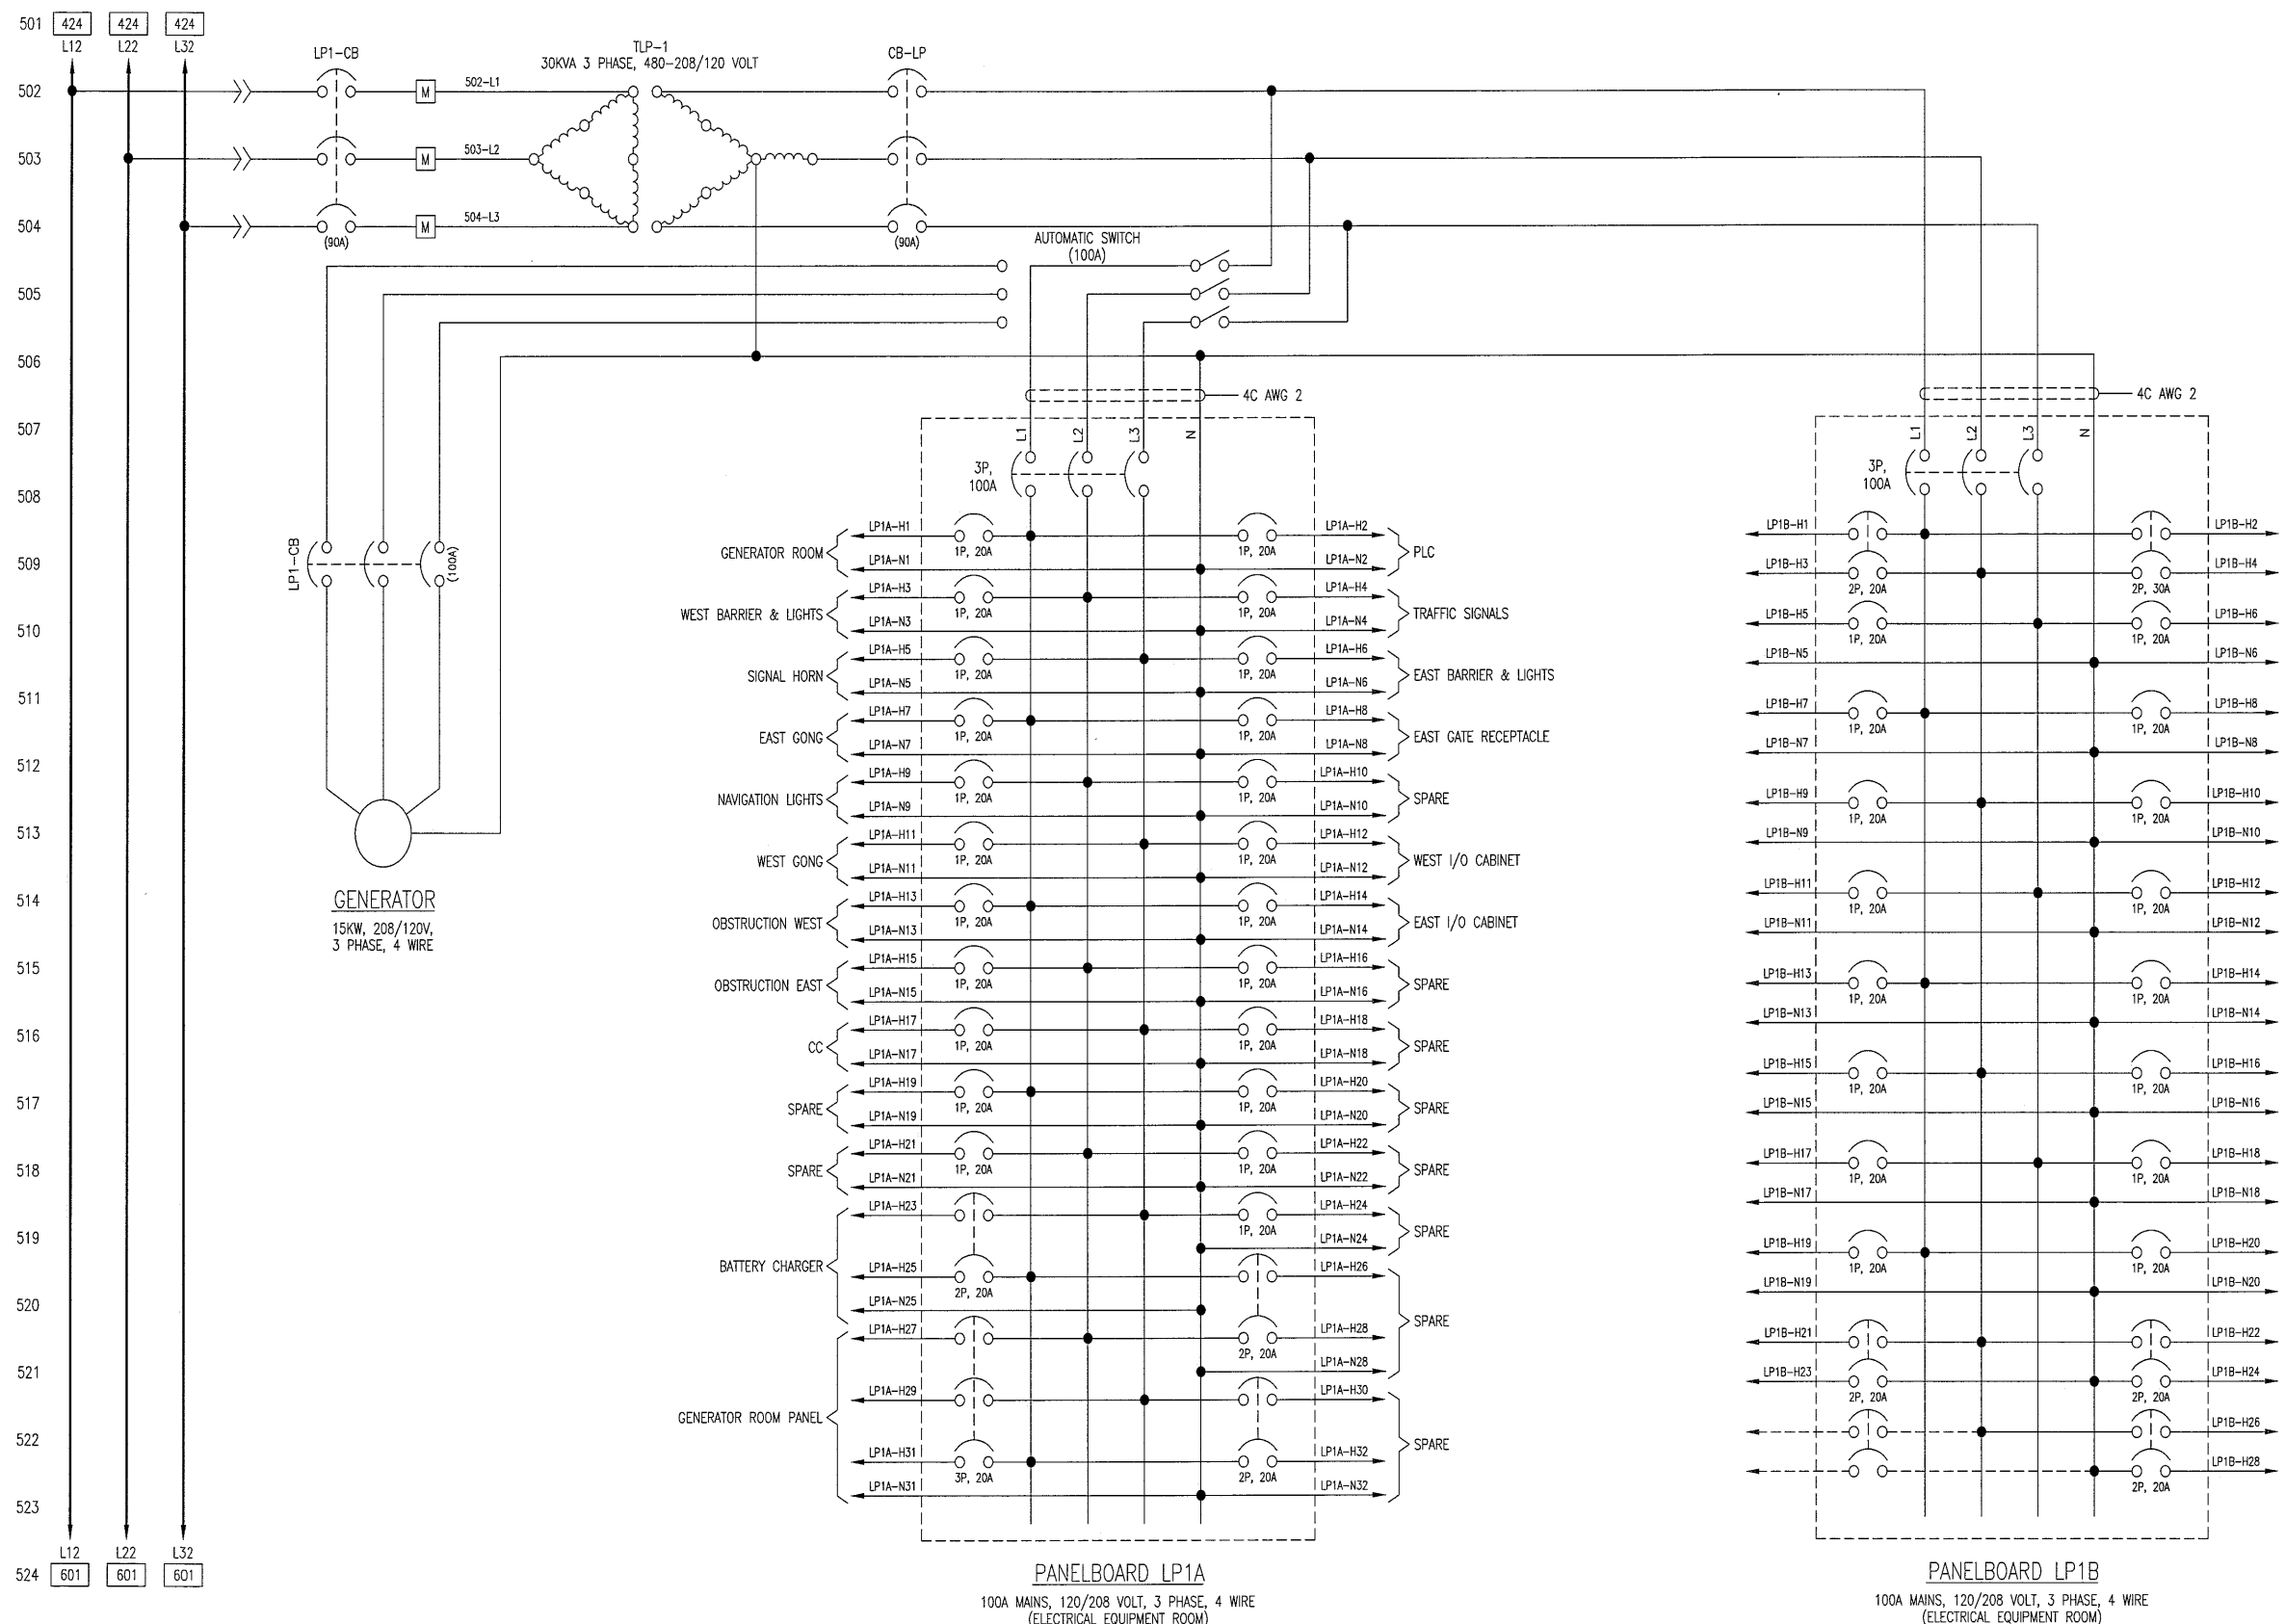 501 424 424 424
L12 L22 L32
LP1-CB
TLP-1
30KVA 3 PHASE, 480-208/120 VOLT
CB-LP
502 M 502-L1
503 M 503-L2
504 M 504-L3
(90A) (90A)
AUTOMATIC SWITCH
(100A)
505
506
4C AWG 2
4C AWG 2
507
L1 L2 L3 N
L1 L2 L3 N
3P,
100A
3P,
100A
508
509
LP1-CB
(100A)
510
511
512
513
514
515
516
517
518
519
520
521
522
523
GENERATOR
15KW, 208/120V,
3 PHASE, 4 WIRE
GENERATOR ROOM LP1A-H1 1P, 20A 1P, 20A LP1A-H2 PLC
LP1A-N1 LP1A-N2
WEST BARRIER & LIGHTS LP1A-H3 1P, 20A 1P, 20A LP1A-H4 TRAFFIC SIGNALS
LP1A-N3 LP1A-N4
SIGNAL HORN LP1A-H5 1P, 20A 1P, 20A LP1A-H6 EAST BARRIER & LIGHTS
LP1A-N5 LP1A-N6
EAST GONG LP1A-H7 1P, 20A 1P, 20A LP1A-H8 EAST GATE RECEPTACLE
LP1A-N7 LP1A-N8
NAVIGATION LIGHTS LP1A-H9 1P, 20A 1P, 20A LP1A-H10 SPARE
LP1A-N9 LP1A-N10
WEST GONG LP1A-H11 1P, 20A 1P, 20A LP1A-H12 WEST I/O CABINET
LP1A-N11 LP1A-N12
OBSTRUCTION WEST LP1A-H13 1P, 20A 1P, 20A LP1A-H14 EAST I/O CABINET
LP1A-N13 LP1A-N14
OBSTRUCTION EAST LP1A-H15 1P, 20A 1P, 20A LP1A-H16 SPARE
LP1A-N15 LP1A-N16
CC LP1A-H17 1P, 20A 1P, 20A LP1A-H18 SPARE
LP1A-N17 LP1A-N18
SPARE LP1A-H19 1P, 20A 1P, 20A LP1A-H20 SPARE
LP1A-N19 LP1A-N20
SPARE LP1A-H21 1P, 20A 1P, 20A LP1A-H22 SPARE
LP1A-N21 LP1A-N22
LP1A-H23 1P, 20A LP1A-H24 SPARE
LP1A-N24
BATTERY CHARGER LP1A-H25 2P, 20A LP1A-H26
LP1A-N25 SPARE
LP1A-H27 2P, 20A LP1A-H28
LP1A-N28
LP1A-H29 LP1A-H30
GENERATOR ROOM PANEL SPARE
LP1A-H31 3P, 20A 2P, 20A LP1A-H32
LP1A-N31 LP1A-N32
LP1B-H1 LP1B-H2
LP1B-H3 2P, 20A 2P, 30A LP1B-H4
LP1B-H5 1P, 20A 1P, 20A LP1B-H6
LP1B-N5 LP1B-N6
LP1B-H7 1P, 20A 1P, 20A LP1B-H8
LP1B-N7 LP1B-N8
LP1B-H9 1P, 20A 1P, 20A LP1B-H10
LP1B-N9 LP1B-N10
LP1B-H11 1P, 20A 1P, 20A LP1B-H12
LP1B-N11 LP1B-N12
LP1B-H13 1P, 20A 1P, 20A LP1B-H14
LP1B-N13 LP1B-N14
LP1B-H15 1P, 20A 1P, 20A LP1B-H16
LP1B-N15 LP1B-N16
LP1B-H17 1P, 20A 1P, 20A LP1B-H18
LP1B-N17 LP1B-N18
LP1B-H19 1P, 20A 1P, 20A LP1B-H20
LP1B-N19 LP1B-N20
LP1B-H21 LP1B-H22
LP1B-H23 2P, 20A 2P, 20A LP1B-H24
LP1B-H26
2P, 20A LP1B-H28
L12 L22 L32
524 601 601 601
PANELBOARD LP1A
100A MAINS, 120/208 VOLT, 3 PHASE, 4 WIRE
(ELECTRICAL EQUIPMENT ROOM)
PANELBOARD LP1B
100A MAINS, 120/208 VOLT, 3 PHASE, 4 WIRE
(ELECTRICAL EQUIPMENT ROOM)